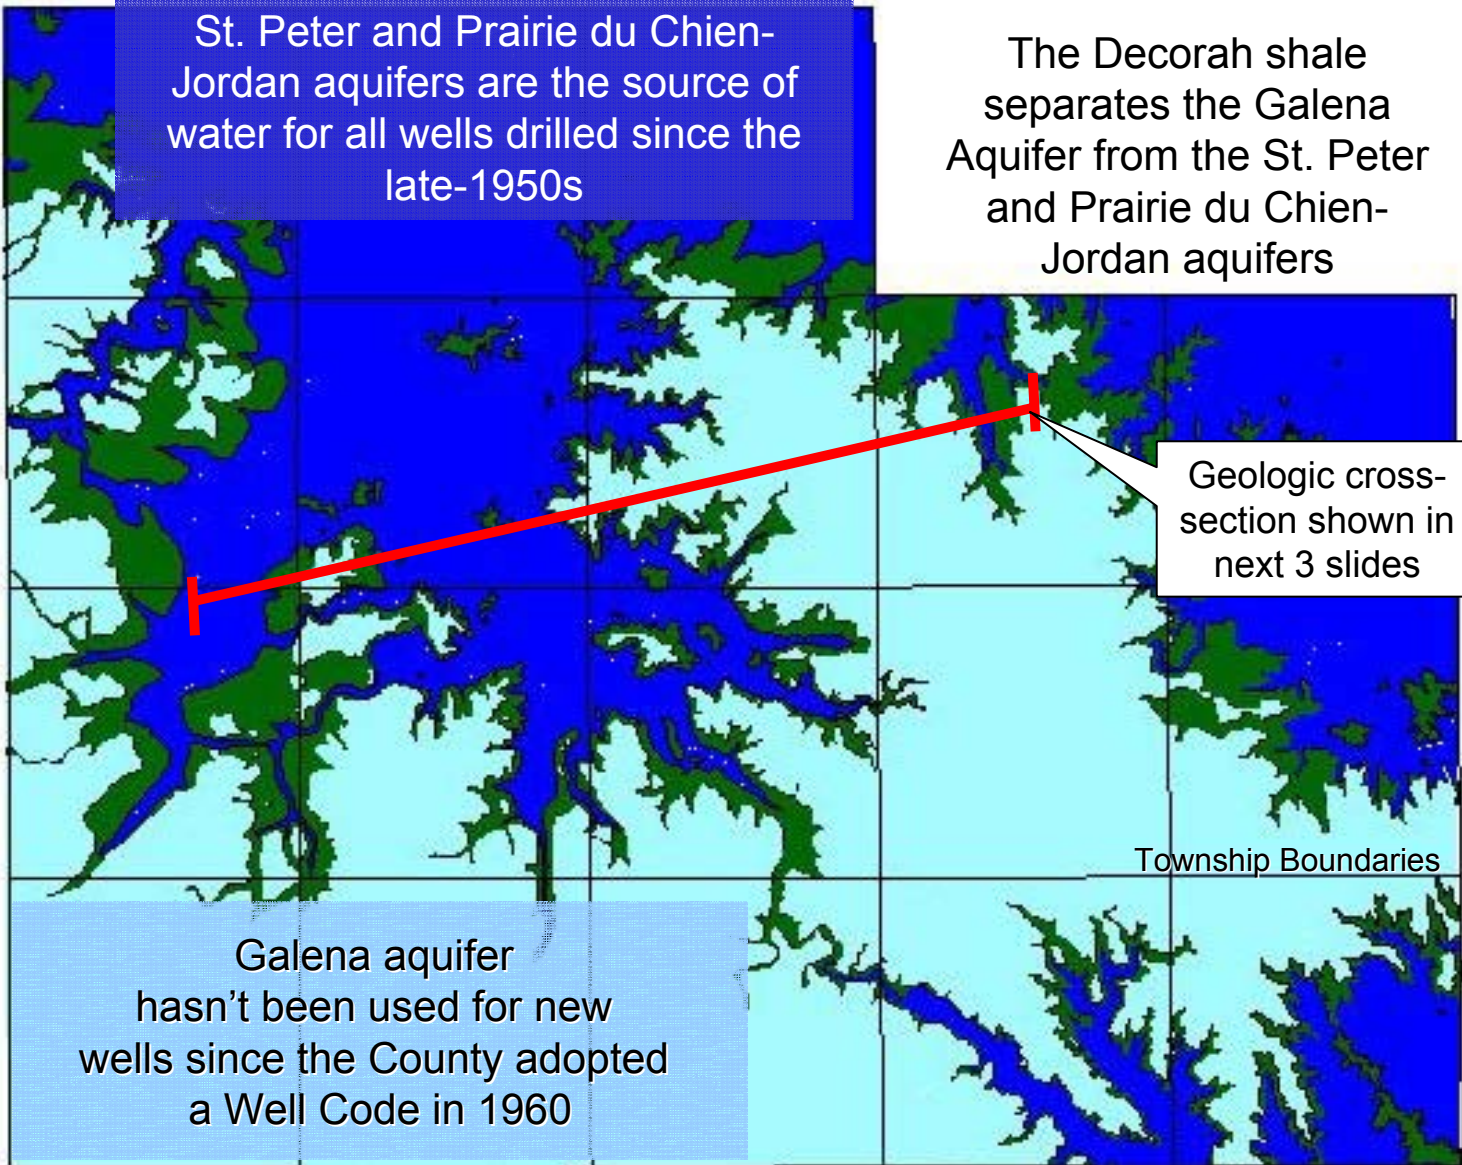 St. Peter and Prairie du Chien-
Jordan aquifers are the source of
water for all wells drilled since the
late-1950s
The Decorah shale
separates the Galena
Aquifer from the St. Peter
and Prairie du Chien-
Jordan aquifers
Geologic cross-
section shown in
next 3 slides
Township Boundaries
Galena aquifer
hasn’t been used for new
wells since the County adopted
a Well Code in 1960